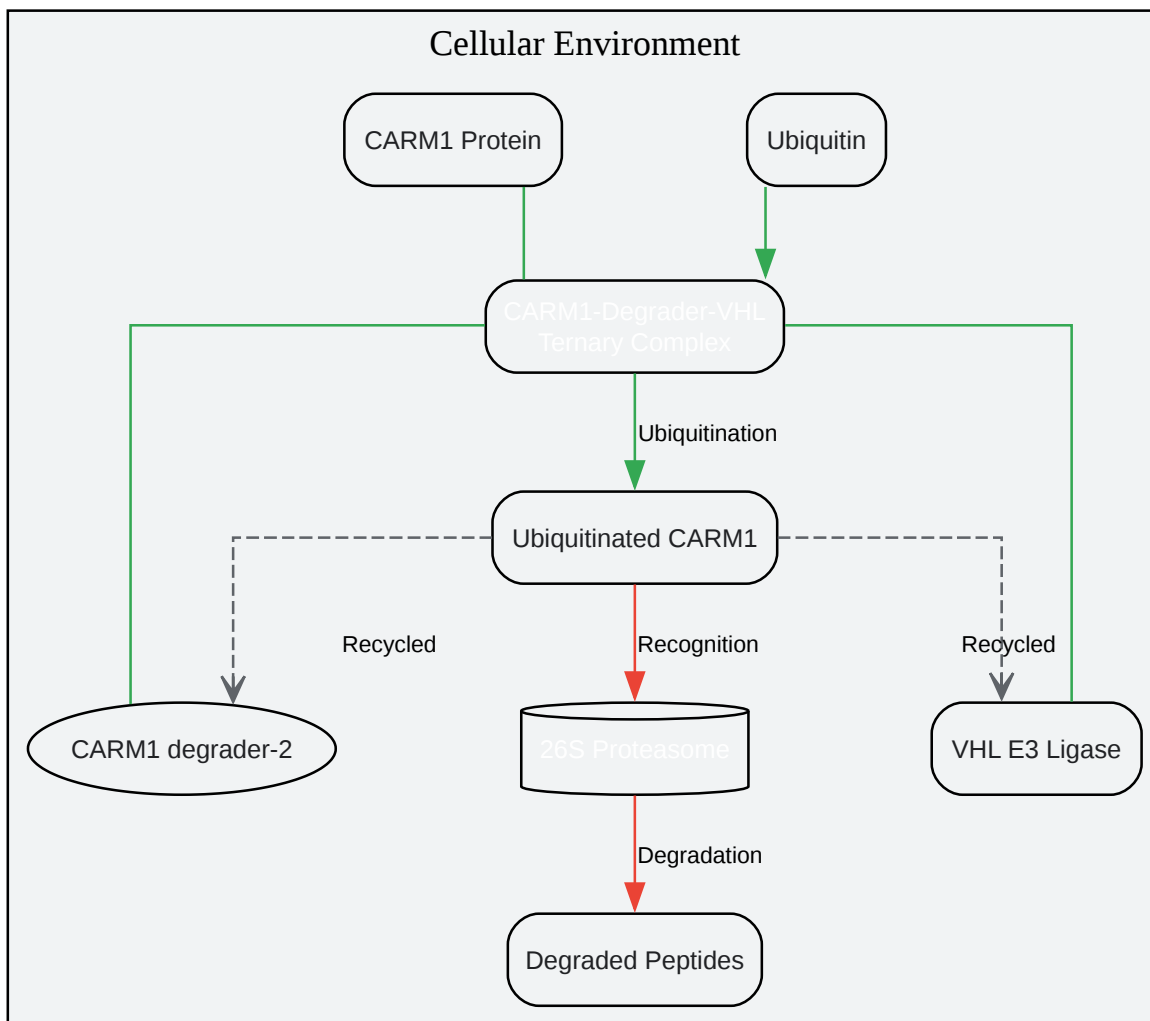 Cellular Environment
CARM1 Protein
Ubiquitin
CARM1-Degrader-VHL
Ternary Complex
Ubiquitination
Ubiquitinated CARM1
Recycled
Recognition
Recycled
CARM1 degrader-2
26S Proteasome
VHL E3 Ligase
Degradation
Degraded Peptides